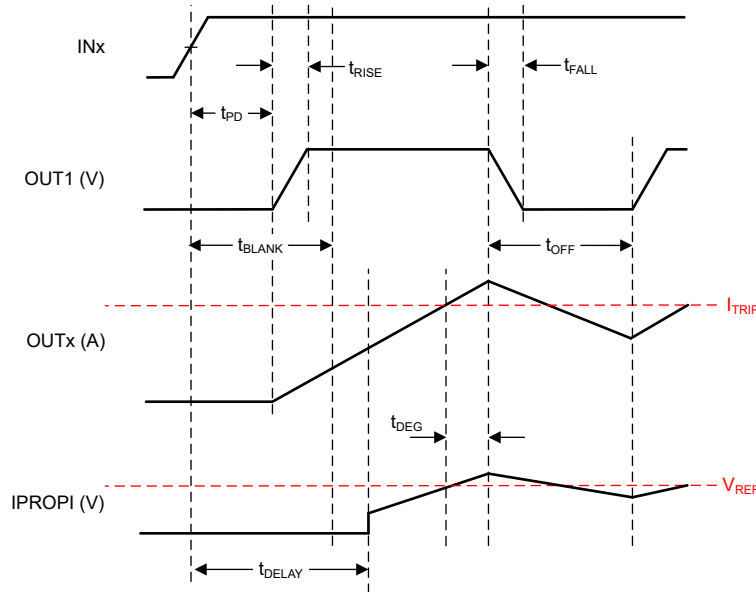 INx
tRISE
tFALL
tPD
OUT1 (V)
tBLANK
tOFF
ITRIP
OUTx (A)
tDEG
VREF
IPROPI (V)
tDELAY